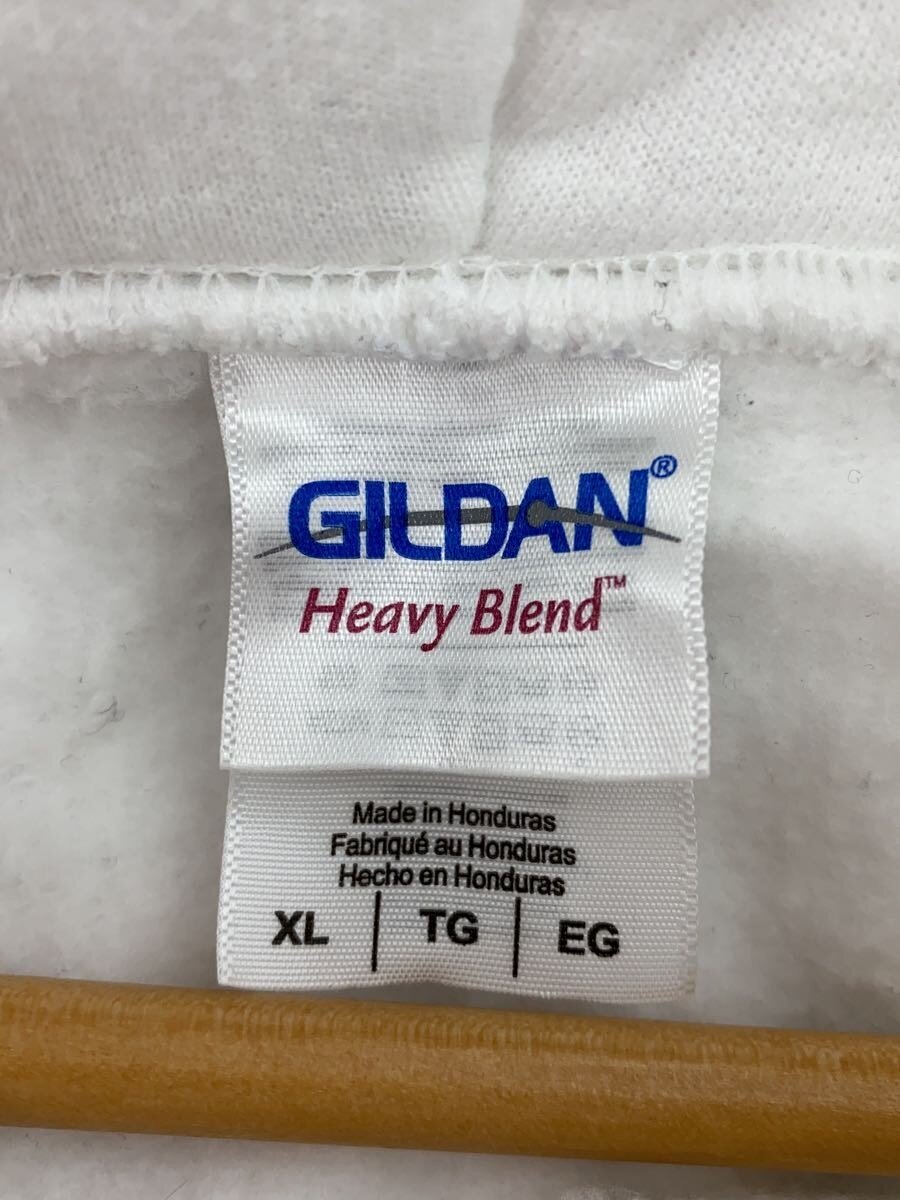 GILDAN®
Heavy Blend™
Made in Honduras
Fabriqué au Honduras
Hecho en Honduras
XL | TG | EG